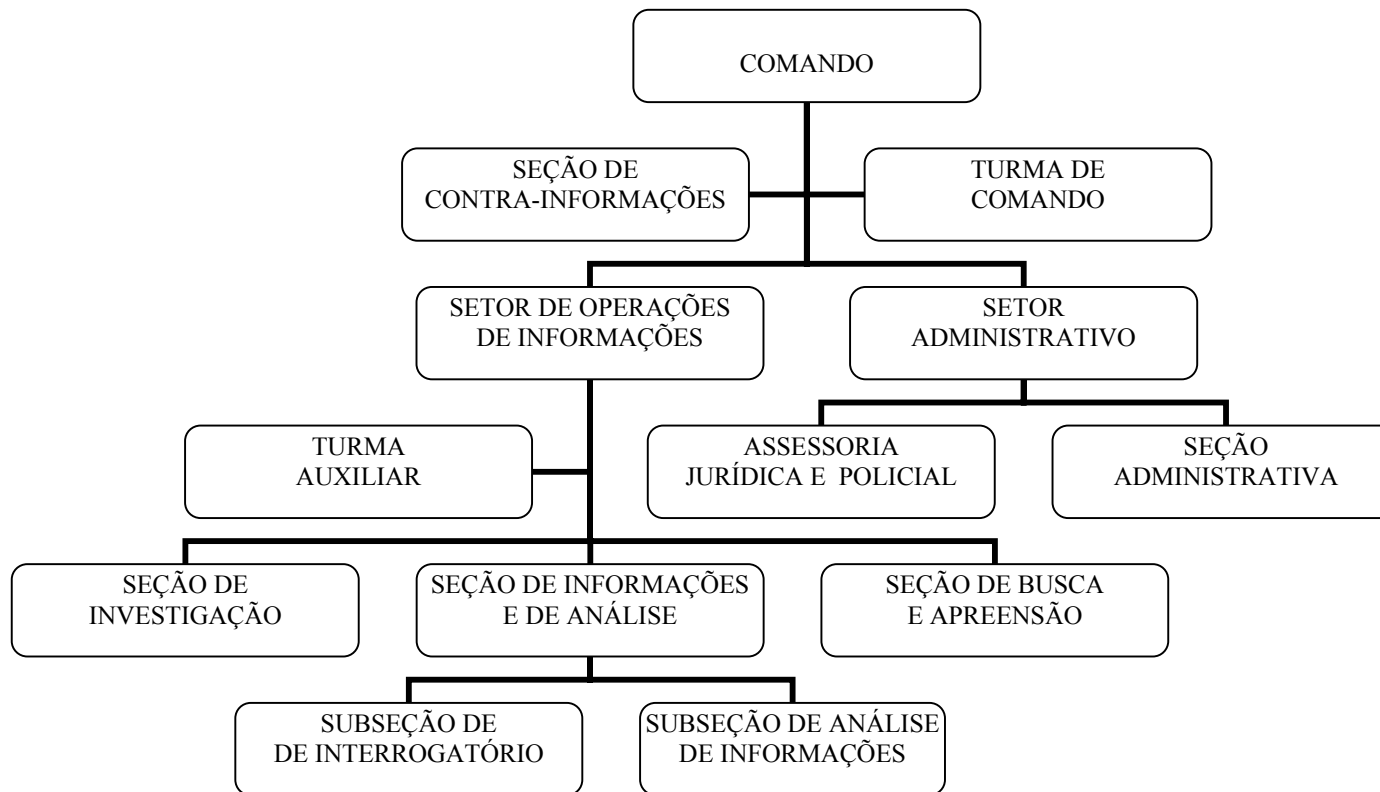 COMANDO
SEÇÃO DE
CONTRA-INFORMAÇÕES
TURMA DE
COMANDO
SETOR DE OPERAÇÕES
DE INFORMAÇÕES
SETOR
ADMINISTRATIVO
TURMA
AUXILIAR
ASSESSORIA
JURÍDICA E POLICIAL
SEÇÃO
ADMINISTRATIVA
SEÇÃO DE
INVESTIGAÇÃO
SEÇÃO DE INFORMAÇÕES
E DE ANÁLISE
SEÇÃO DE BUSCA
E APREENSÃO
SUBSEÇÃO DE
DE INTERROGATÓRIO
SUBSEÇÃO DE ANÁLISE
DE INFORMAÇÕES